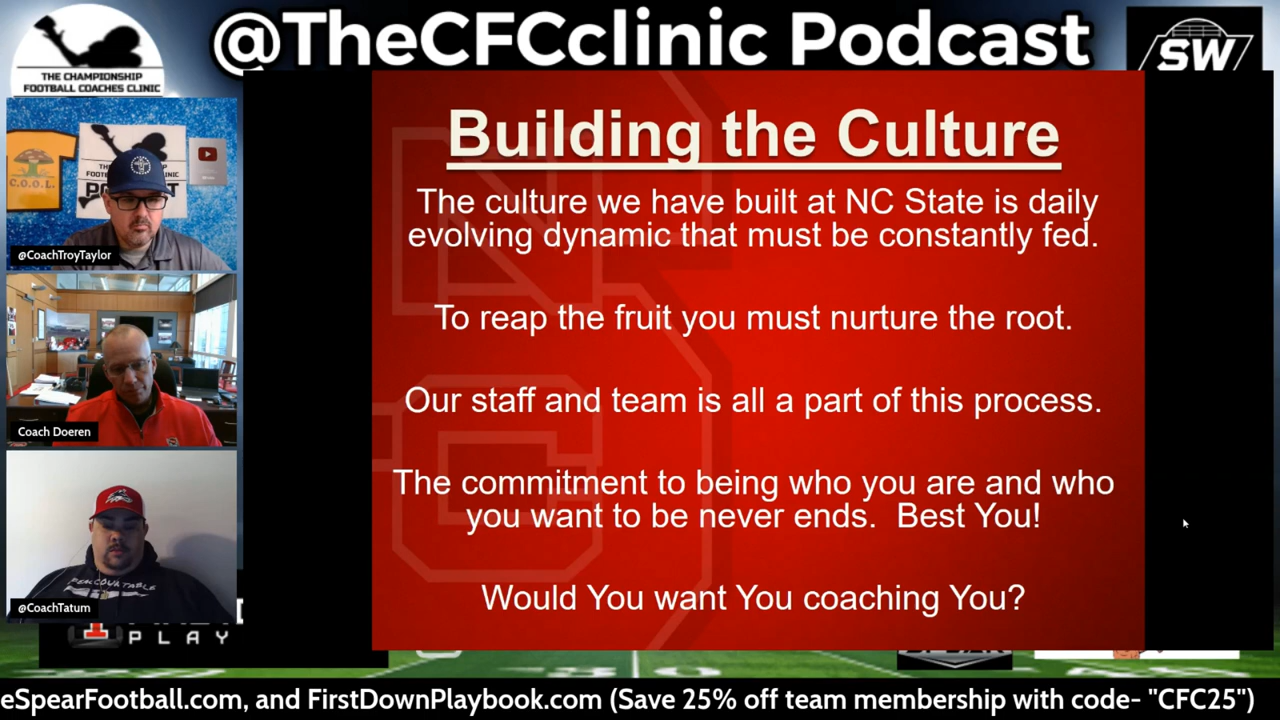 @TheCFCclinic Podcast
THE CHAMPIONSHIP
FOOTBALL COACHES CLINIC
SW
C.O.O.L.
@CoachTroyTaylor
Coach Doeren
@CoachTatum
PLAY
Building the Culture
The culture we have built at NC State is daily
evolving dynamic that must be constantly fed.
To reap the fruit you must nurture the root.
Our staff and team is all a part of this process.
The commitment to being who you are and who
you want to be never ends. Best You!
Would You want You coaching You?
eSpearFootball.com, and FirstDownPlaybook.com (Save 25% off team membership with code- "CFC25")